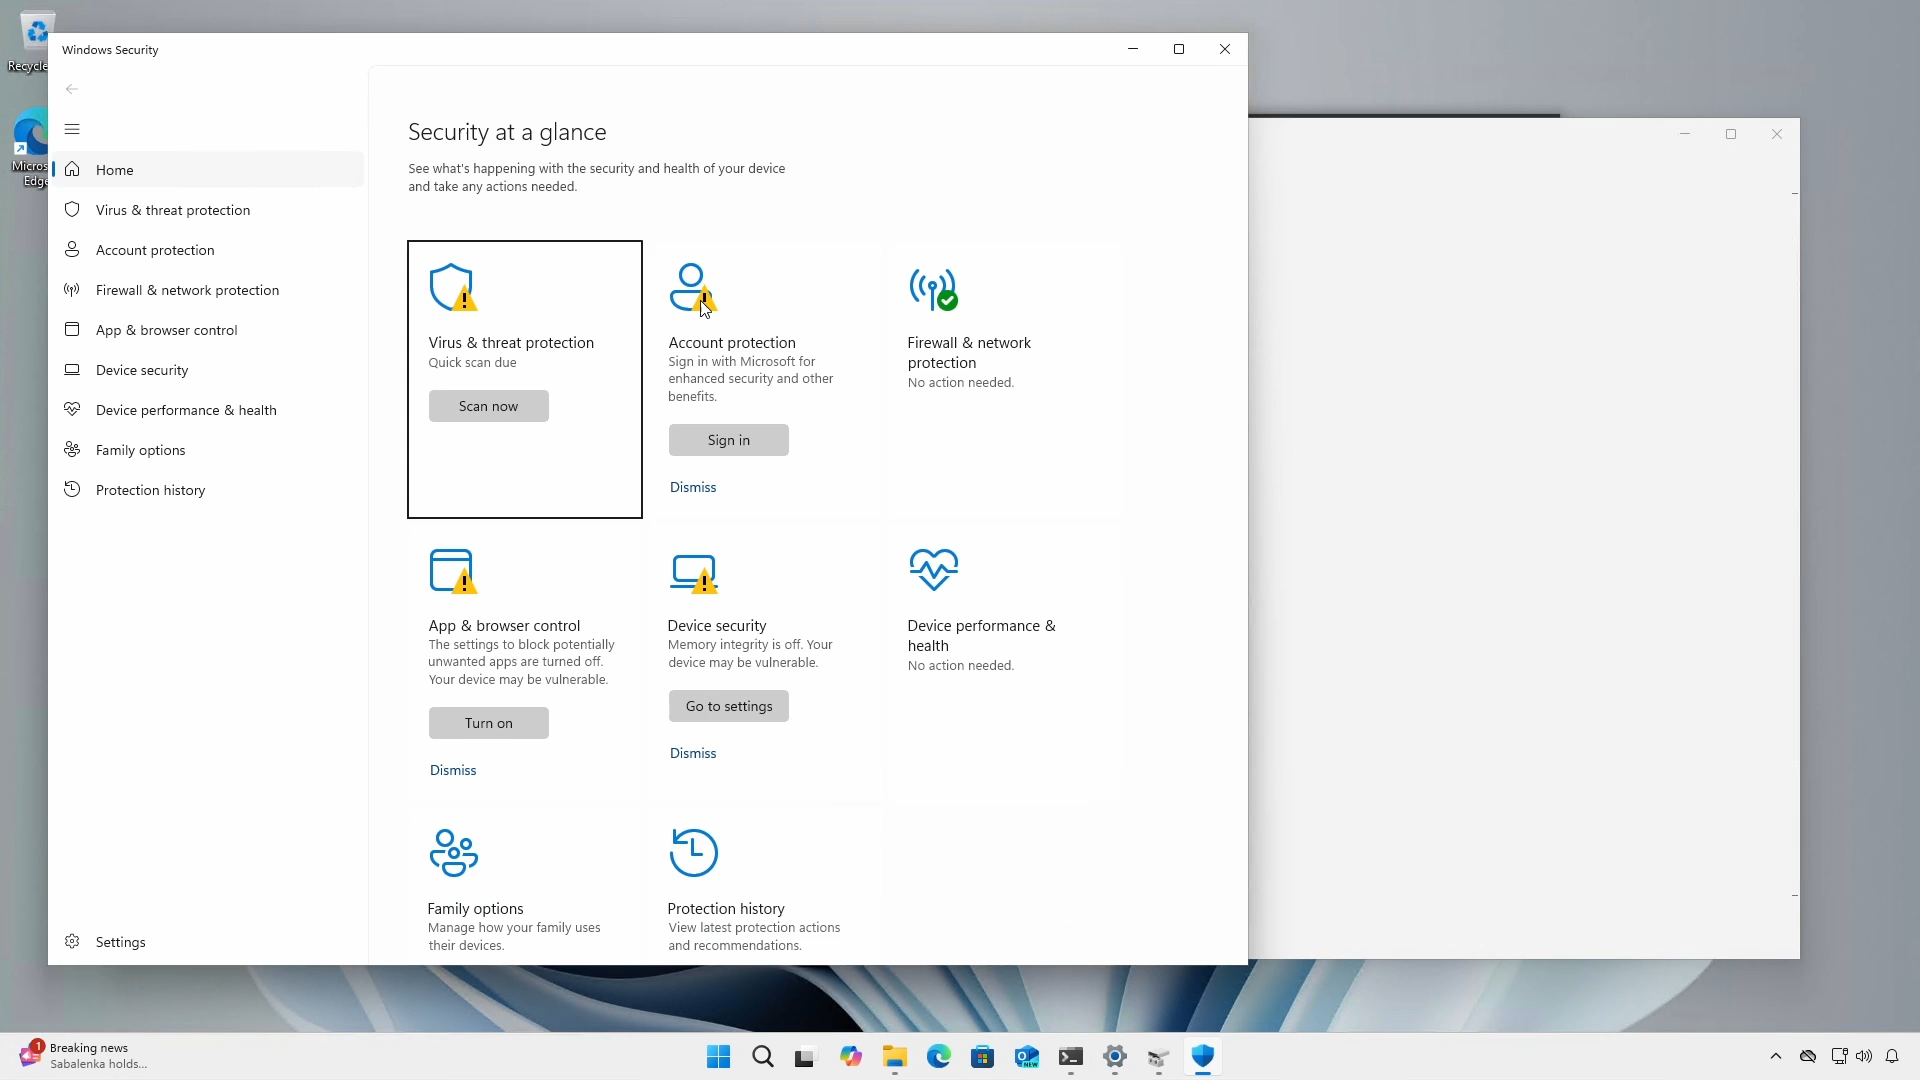 Recycle
Micros
Edge
Windows Security
Home
Virus & threat protection
Account protection
Firewall & network protection
App & browser control
Device security
Device performance & health
Family options
Protection history
Settings
Security at a glance
See what's happening with the security and health of your device
and take any actions needed.
Virus & threat protection
Quick scan due
Scan now
Account protection
Sign in with Microsoft for
enhanced security and other
benefits.
Sign in
Dismiss
Firewall & network
protection
No action needed.
App & browser control
The settings to block potentially
unwanted apps are turned off.
Your device may be vulnerable.
Turn on
Dismiss
Device security
Memory integrity is off. Your
device may be vulnerable.
Go to settings
Dismiss
Device performance &
health
No action needed.
Family options
Manage how your family uses
their devices.
Protection history
View latest protection actions
and recommendations.
1
Breaking news
Sabalenka holds...
NEW